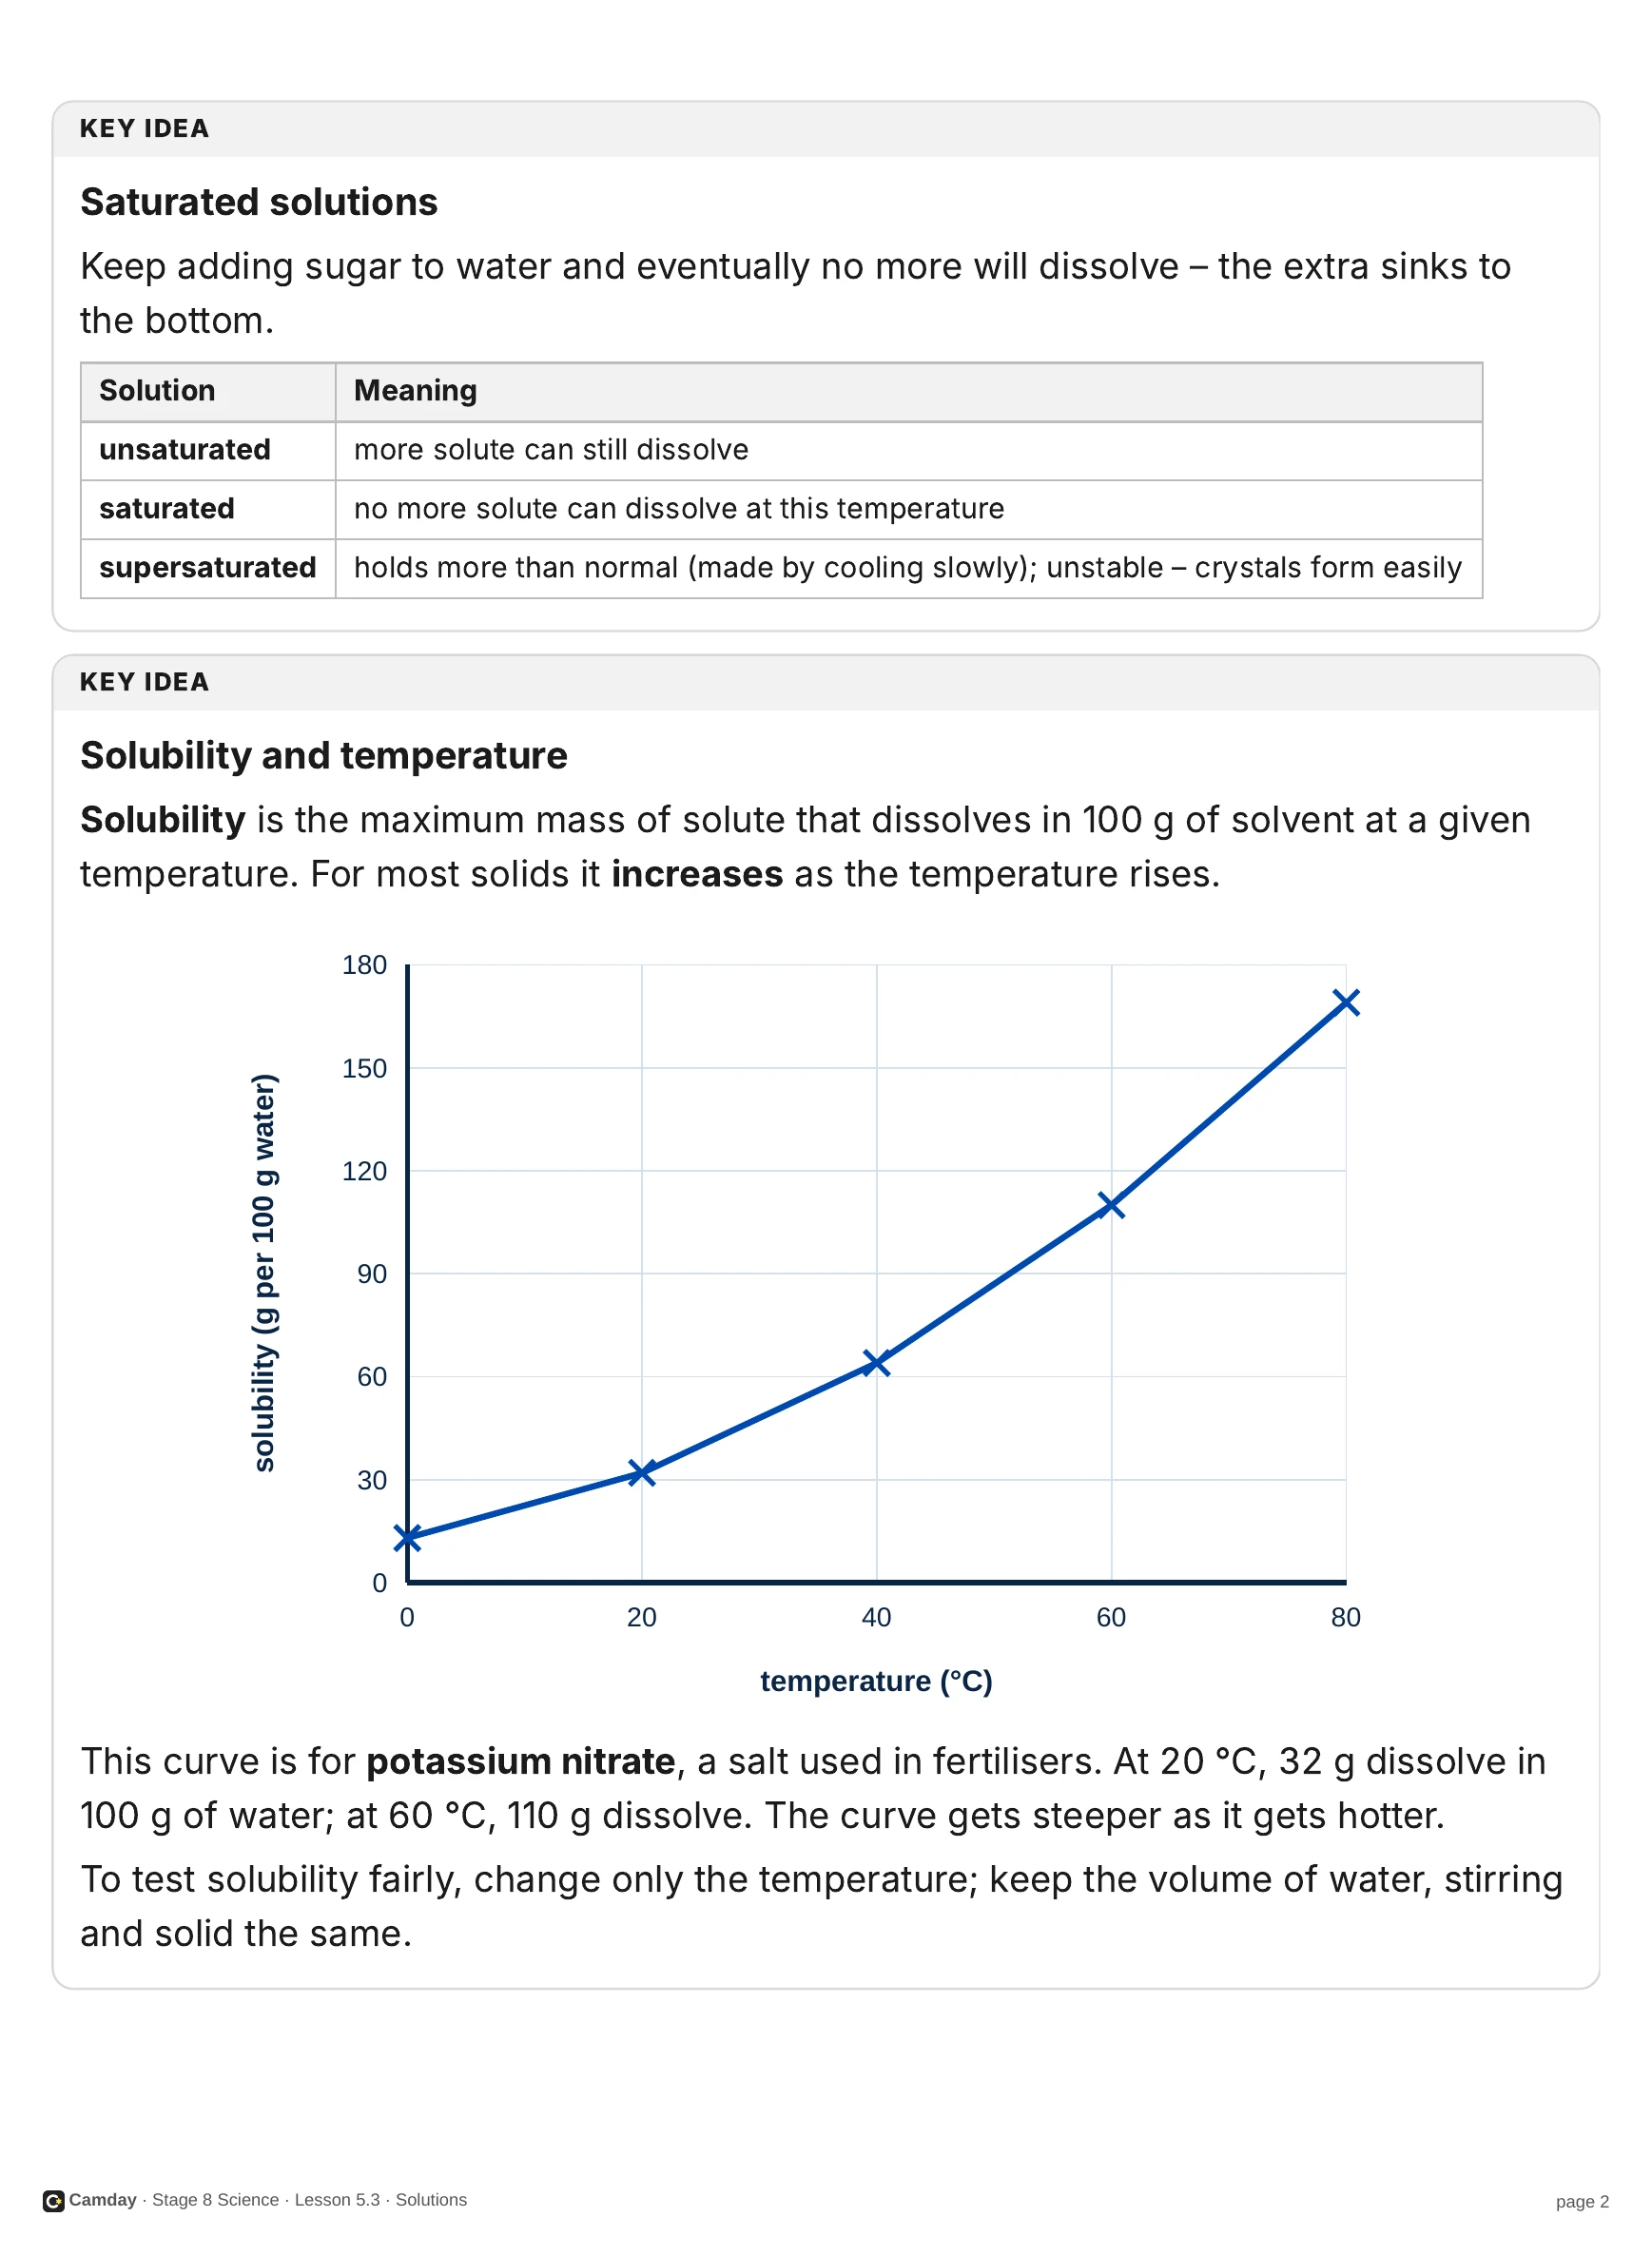 KEY IDEA
Saturated solutions
Keep adding sugar to water and eventually no more will dissolve – the extra sinks to
the bottom.
Solution Meaning
unsaturated more solute can still dissolve
saturated no more solute can dissolve at this temperature
supersaturated holds more than normal (made by cooling slowly); unstable – crystals form easily
KEY IDEA
Solubility and temperature
Solubility is the maximum mass of solute that dissolves in 100 g of solvent at a given
temperature. For most solids it increases as the temperature rises.
solubility (g per 100 g water)
180
150
120
90
60
30
0
0 20 40 60 80
temperature (°C)
This curve is for potassium nitrate, a salt used in fertilisers. At 20 °C, 32 g dissolve in
100 g of water; at 60 °C, 110 g dissolve. The curve gets steeper as it gets hotter.
To test solubility fairly, change only the temperature; keep the volume of water, stirring
and solid the same.
Camday · Stage 8 Science · Lesson 5.3 · Solutions page 2